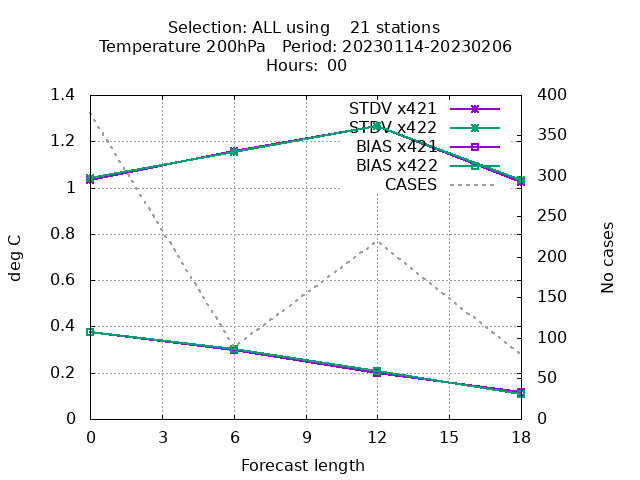 Selection: ALL using    21 stations
Temperature 200hPa   Period: 20230114-20230206
Hours:  00
1.4
1.2
1
0.8
0.6
0.4
0.2
0
deg C
STDV x421
STDV x422
BIAS x421
BIAS x422
CASES
400
350
300
250
200
150
100
50
0
No cases
0 3 6 9 12 15 18
Forecast length